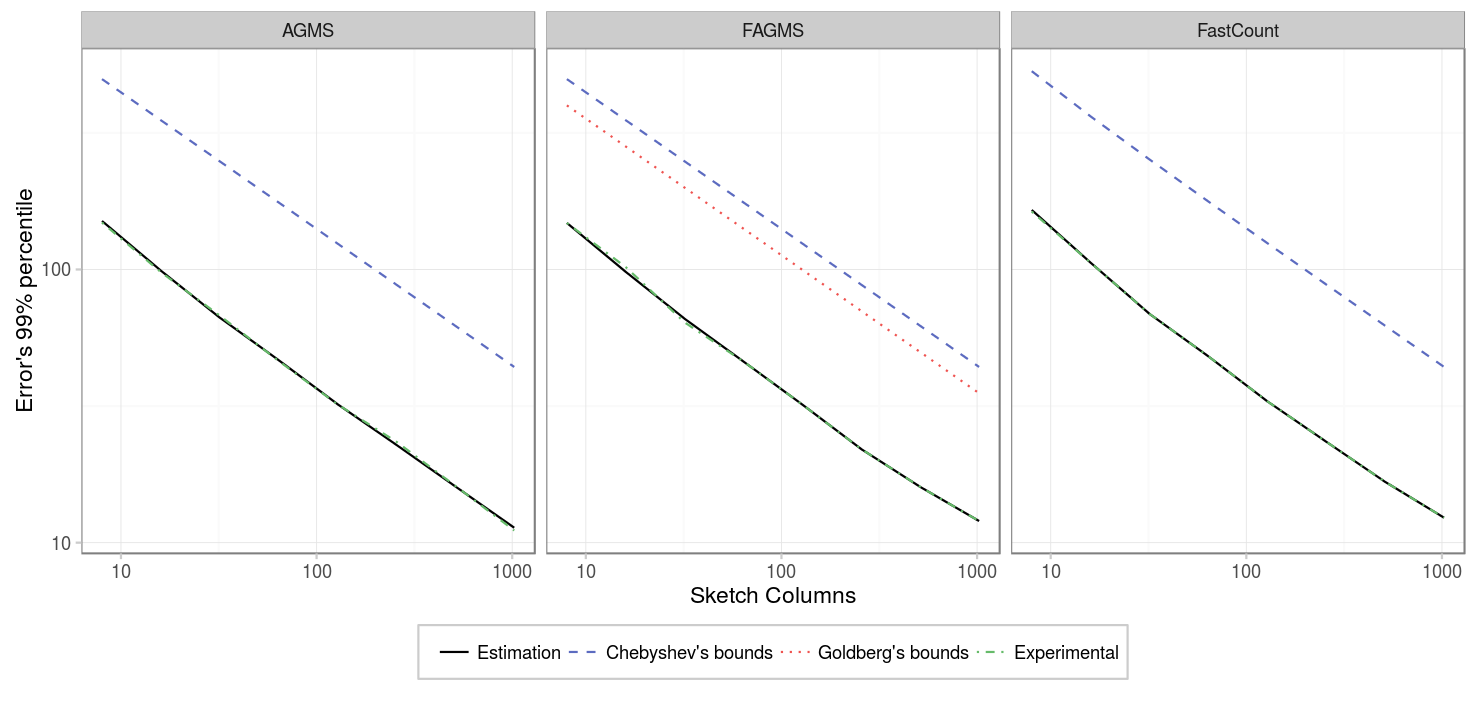 AGMS FAGMS FastCount
Error's 99% percentile
100
10
10 100 1000 10 100 1000 10 100 1000
Sketch Columns
Estimation Chebyshev's bounds Goldberg's bounds Experimental